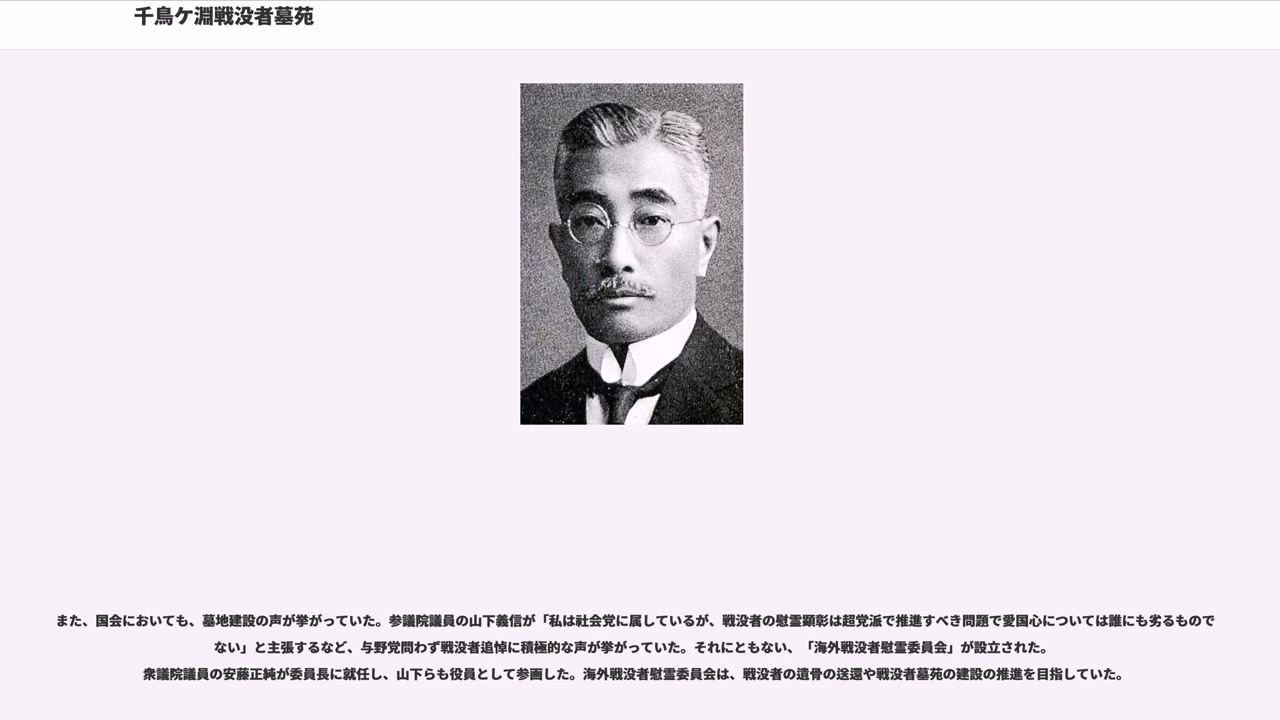 千鳥ケ淵戦没者墓苑
また、国会においても、墓地建設の声が挙がっていた。参議院議員の山下義信が「私は社会党に属しているが、戦没者の慰霊顕彰は超党派で推進すべき問題で愛国心については誰にも劣るもので
ない」と主張するなど、与野党問わず戦没者追悼に積極的な声が挙がっていた。それにともない、「海外戦没者慰霊委員会」が設立された。
衆議院議員の安藤正純が委員長に就任し、山下らも役員として参画した。海外戦没者慰霊委員会は、戦没者の遺骨の送還や戦没者墓苑の建設の推進を目指していた。